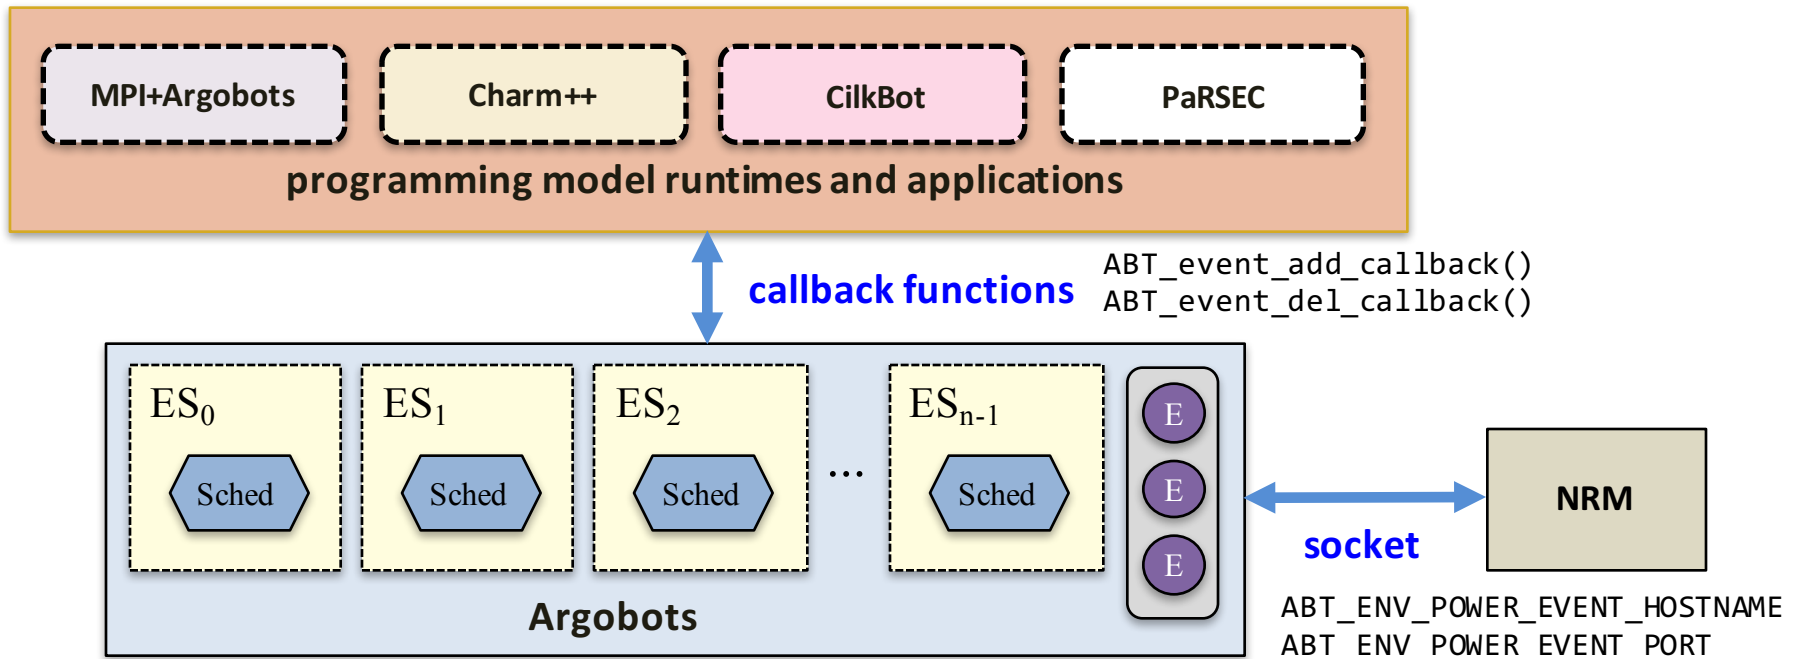 MPI+Argobots
Charm++
CilkBot
PaRSEC
programming model runtimes and applications
callback functions
ABT_event_add_callback()
ABT_event_del_callback()
ES0
ES1
ES2
ESn-1
E
Sched
Sched
Sched
...
Sched
E
E
NRM
socket
Argobots
ABT_ENV_POWER_EVENT_HOSTNAME
ABT_ENV_POWER_EVENT_PORT